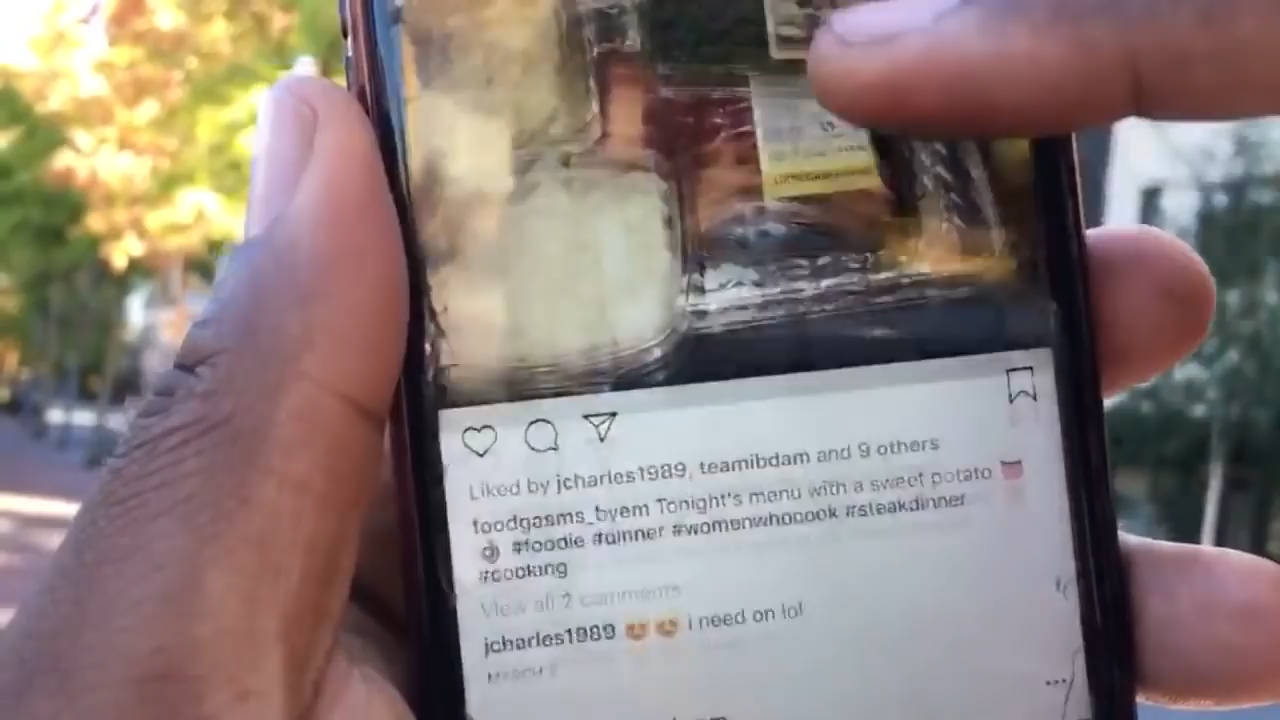 Liked by jcharles1989, teamibdam and 9 others
foodgasms_byem Tonight's menu with a sweet potato
#foodie #dinner #womenwhocook #steakdinner
#cooking
View all 2 comments
jcharles1989 😍😍 i need on lol
MARCH